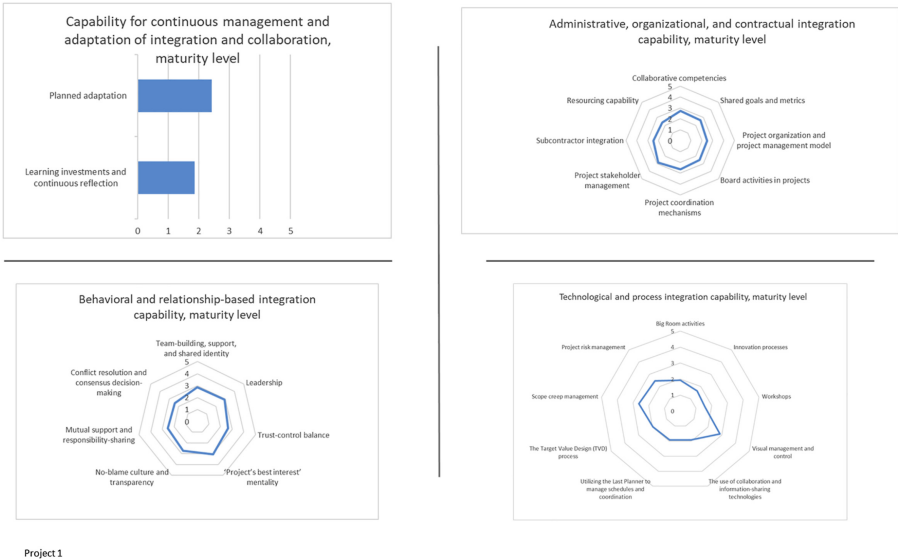 Capability for continuous management and
adaptation of integration and collaboration,
maturity level
Planned adaptation
Learning investments and
continuous reflection
0 1 2 3 4 5
Administrative, organizational, and contractual integration
capability, maturity level
Collaborative competencies
5
4
3
2
1
0
Shared goals and metrics
Project organization and
project management model
Board activities in projects
Project coordination
mechanisms
Project stakeholder
management
Subcontractor integration
Resourcing capability
Behavioral and relationship-based integration
capability, maturity level
Team-building, support,
and shared identity
5
4
3
2
1
0
Leadership
Trust-control balance
'Project's best interest'
mentality
No-blame culture and
transparency
Mutual support and
responsibility-sharing
Conflict resolution and
consensus decision-
making
Technological and process integration capability, maturity level
Big Room activities
5
4
3
2
1
0
Innovation processes
Workshops
Visual management and
control
The use of collaboration and
information-sharing
technologies
Utilizing the Last Planner to
manage schedules and
coordination
The Target Value Design (TVD)
process
Scope creep management
Project risk management
Project 1